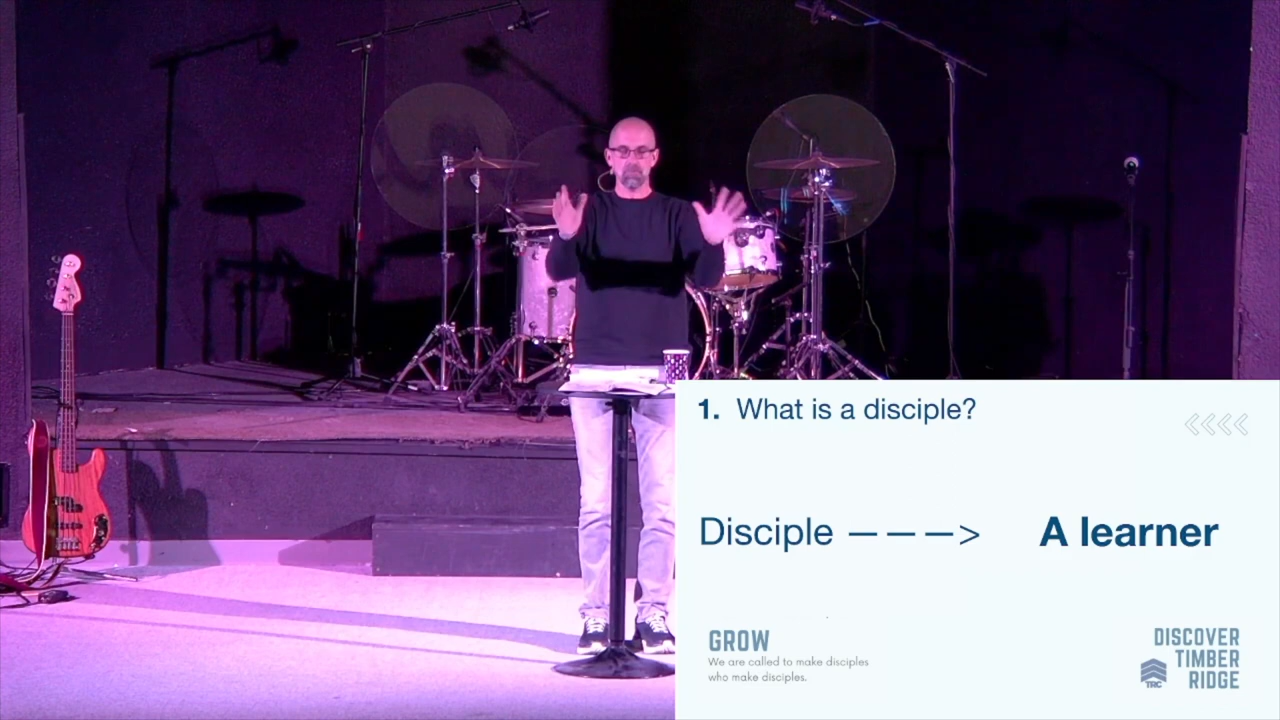 1. What is a disciple?
<<<<
Disciple — — —> A learner
GROW
We are called to make disciples
who make disciples.
DISCOVER
TIMBER
RIDGE
TRC